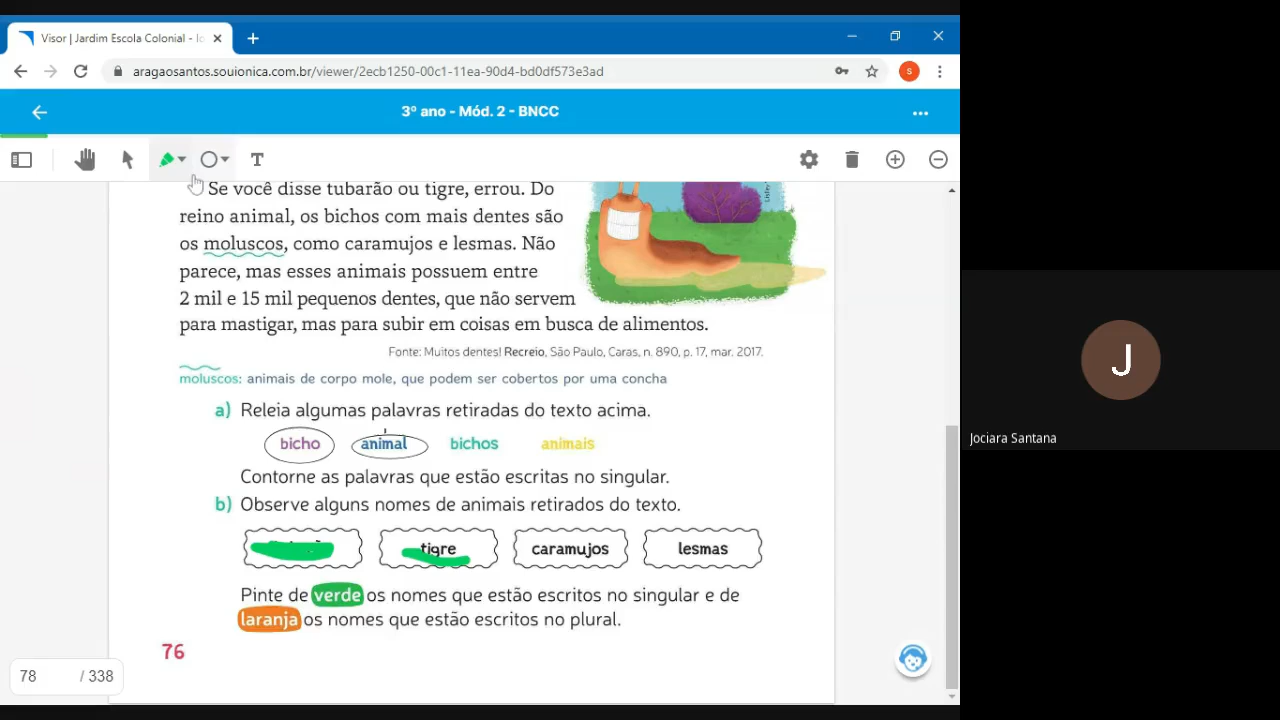 Visor | Jardim Escola Colonial - Io
aragaosantos.souionica.com.br/viewer/2ecb1250-00c1-11ea-90d4-bd0df573e3ad
S
3º ano - Mód. 2 - BNCC
T
Se você disse tubarão ou tigre, errou. Do
reino animal, os bichos com mais dentes são
os moluscos, como caramujos e lesmas. Não
parece, mas esses animais possuem entre
2 mil e 15 mil pequenos dentes, que não servem
para mastigar, mas para subir em coisas em busca de alimentos.
Fonte: Muitos dentes! Recreio, São Paulo, Caras, n. 890, p. 17, mar. 2017.
moluscos: animais de corpo mole, que podem ser cobertos por uma concha
a) Releia algumas palavras retiradas do texto acima.
bicho animal bichos animais
Contorne as palavras que estão escritas no singular.
b) Observe alguns nomes de animais retirados do texto.
tigre caramujos lesmas
Pinte de verde os nomes que estão escritos no singular e de
laranja os nomes que estão escritos no plural.
76
78 / 338
J
Jociara Santana